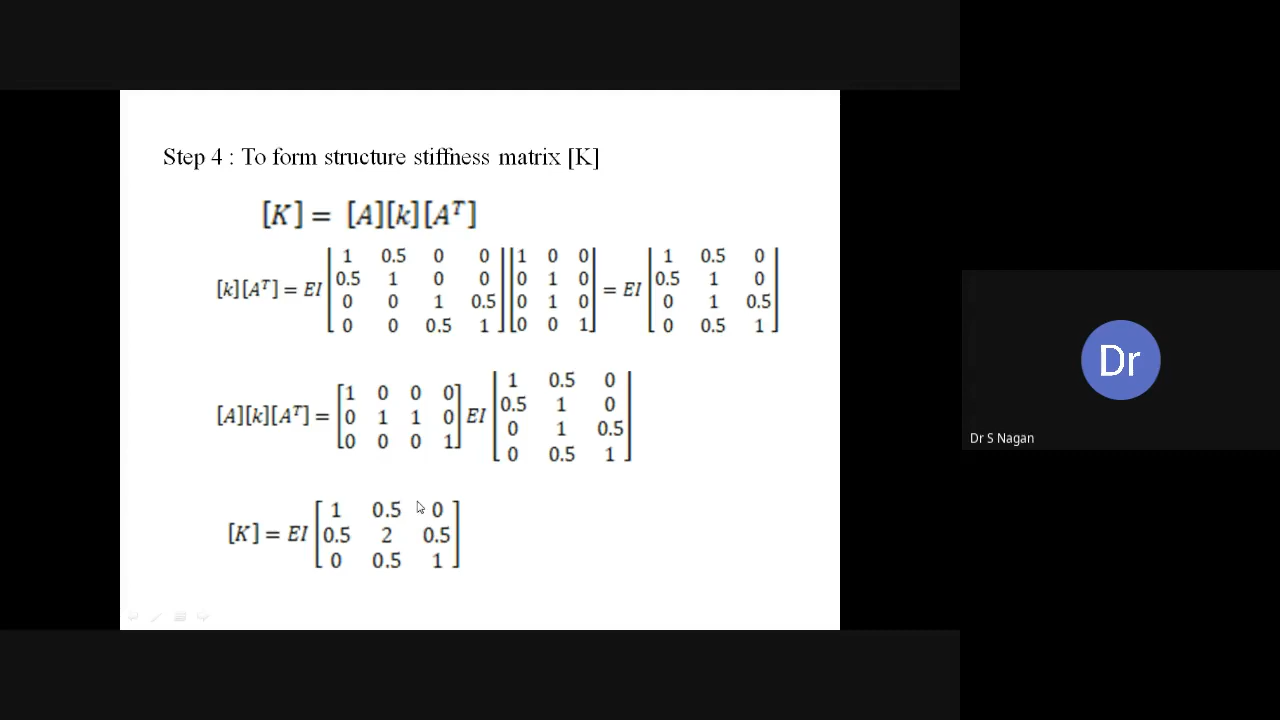 Step 4 : To form structure stiffness matrix [K]
[K] = [A][k][Aᵀ]
[k][Aᵀ] = EI [1 0.5 0 0; 0.5 1 0 0; 0 0 1 0.5; 0 0 0.5 1] [1 0 0; 0 1 0; 0 1 0; 0 0 1] = EI [1 0.5 0; 0.5 1 0; 0 1 0.5; 0 0.5 1]
[A][k][Aᵀ] = [1 0 0 0; 0 1 1 0; 0 0 0 1] EI [1 0.5 0; 0.5 1 0; 0 1 0.5; 0 0.5 1]
[K] = EI [1 0.5 0; 0.5 2 0.5; 0 0.5 1]
Dr
Dr S Nagan